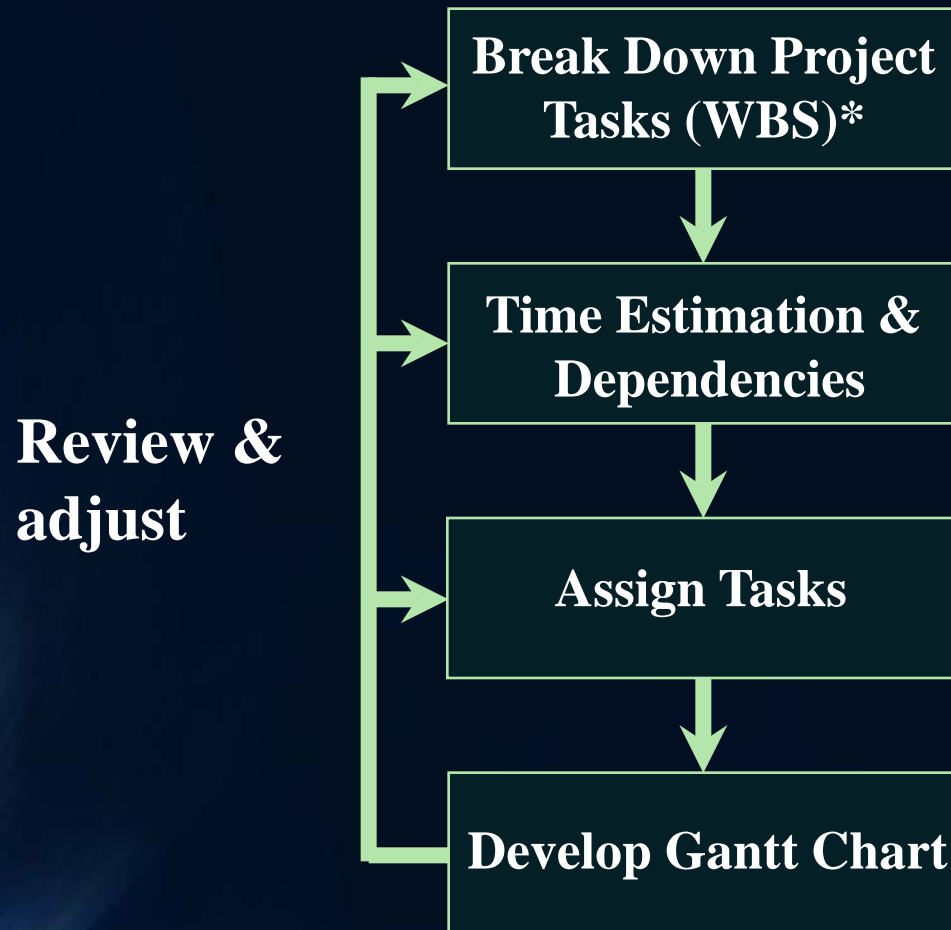 Break Down Project
Tasks (WBS)*
Time Estimation &
Dependencies
Review &
adjust
Assign Tasks
Develop Gantt Chart